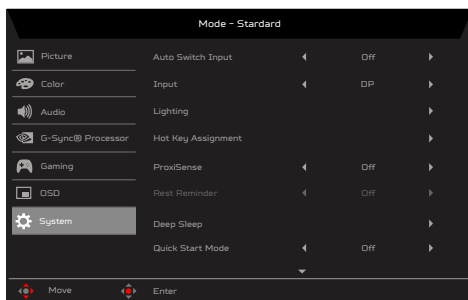 Mode - Stardard
Picture
Color
Audio
G-Sync® Processor
Gaming
OSD
System
Auto Switch Input Off
Input DP
Lighting
Hot Key Assignment
ProxiSense Off
Rest Reminder Off
Deep Sleep
Quick Start Mode Off
Move Enter